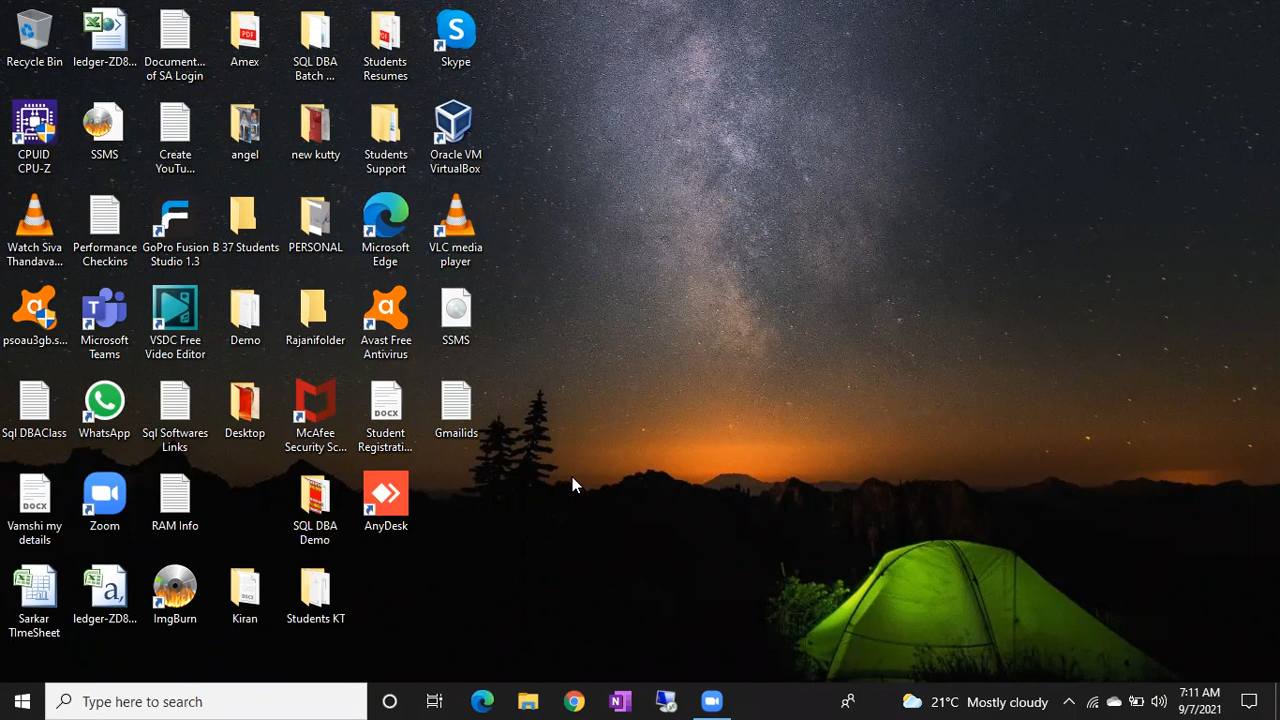 Recycle Bin
ledger-ZD8...
Document...
of SA Login
Amex
SQL DBA
Batch ...
Students
Resumes
Skype
CPUID
CPU-Z
SSMS
Create
YouTu...
angel
new kutty
Students
Support
Oracle VM
VirtualBox
Watch Siva
Thandava...
Performance
Checkins
GoPro Fusion
Studio 1.3
B 37 Students
PERSONAL
Microsoft
Edge
VLC media
player
psoau3gb.s...
Microsoft
Teams
VSDC Free
Video Editor
Demo
Rajanifolder
Avast Free
Antivirus
SSMS
Sql DBAClass
WhatsApp
Sql Softwares
Links
Desktop
McAfee
Security Sc...
DOCX
Student
Registrati...
Gmailids
DOCX
Vamshi my
details
Zoom
RAM Info
SQL DBA
Demo
AnyDesk
Sarkar
TImeSheet
ledger-ZD8...
ImgBurn
Kiran
Students KT
Type here to search
21°C Mostly cloudy
7:11 AM
9/7/2021